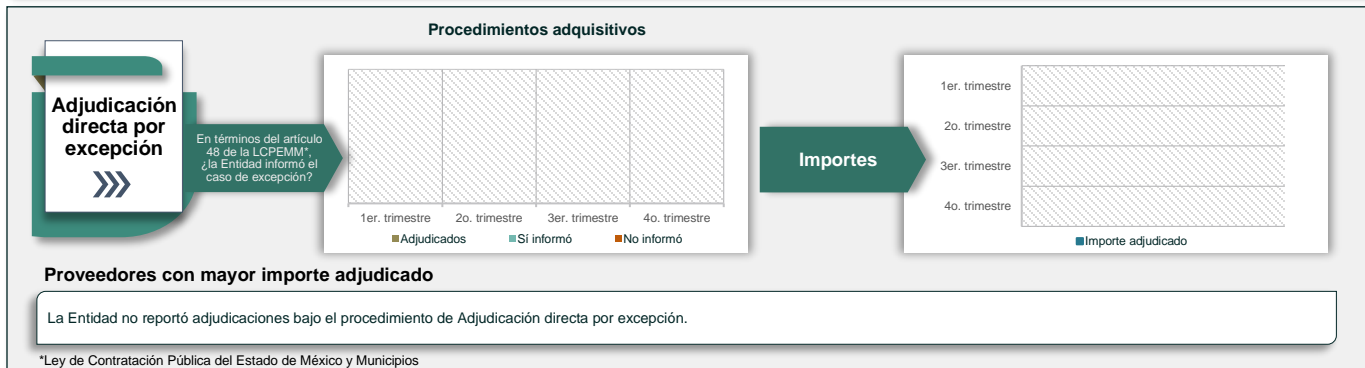 Procedimientos adquisitivos
Adjudicación
directa por
excepción
En términos del artículo
48 de la LCPEMM*,
¿la Entidad informó el
caso de excepción?
1er. trimestre
2o. trimestre
3er. trimestre
4o. trimestre
Adjudicados
Sí informó
No informó
Importes
1er. trimestre
2o. trimestre
3er. trimestre
4o. trimestre
Importe adjudicado
Proveedores con mayor importe adjudicado
La Entidad no reportó adjudicaciones bajo el procedimiento de Adjudicación directa por excepción.
*Ley de Contratación Pública del Estado de México y Municipios